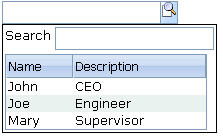 Search
Name Description
John CEO
Joe Engineer
Mary Supervisor